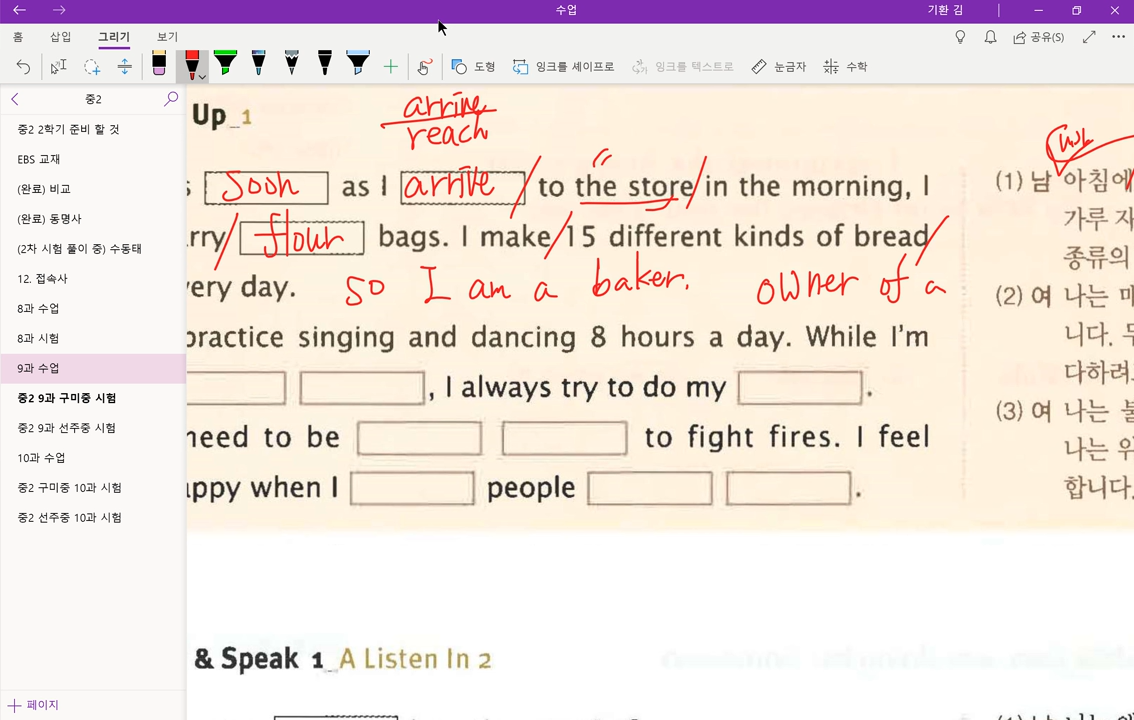 수업
기환 김
홈 삽입 그리기 보기
공유(S)
도형 잉크를 셰이프로 잉크를 텍스트로 눈금자 수학
중2
중2 2학기 준비 할 것
EBS 교재
(완료) 비교
(완료) 동명사
(2차 시험 풀이 중) 수동태
12. 접속사
8과 수업
8과 시험
9과 수업
중2 9과 구미중 시험
중2 9과 선주중 시험
10과 수업
중2 구미중 10과 시험
중2 선주중 10과 시험
페이지
Up_1
arrive
reach
s soon as I arrive / to the store / in the morning, I
rry / flour bags. I make / 15 different kinds of bread /
very day. so I am a baker. owner of a
practice singing and dancing 8 hours a day. While I'm
, I always try to do my .
need to be to fight fires. I feel
appy when I people .
(1) 남 아침에
가루 자
종류의
(2) 여 나는 매
니다. 무
다하려고
(3) 여 나는 불
나는 위
합니다.
& Speak 1_A Listen In 2